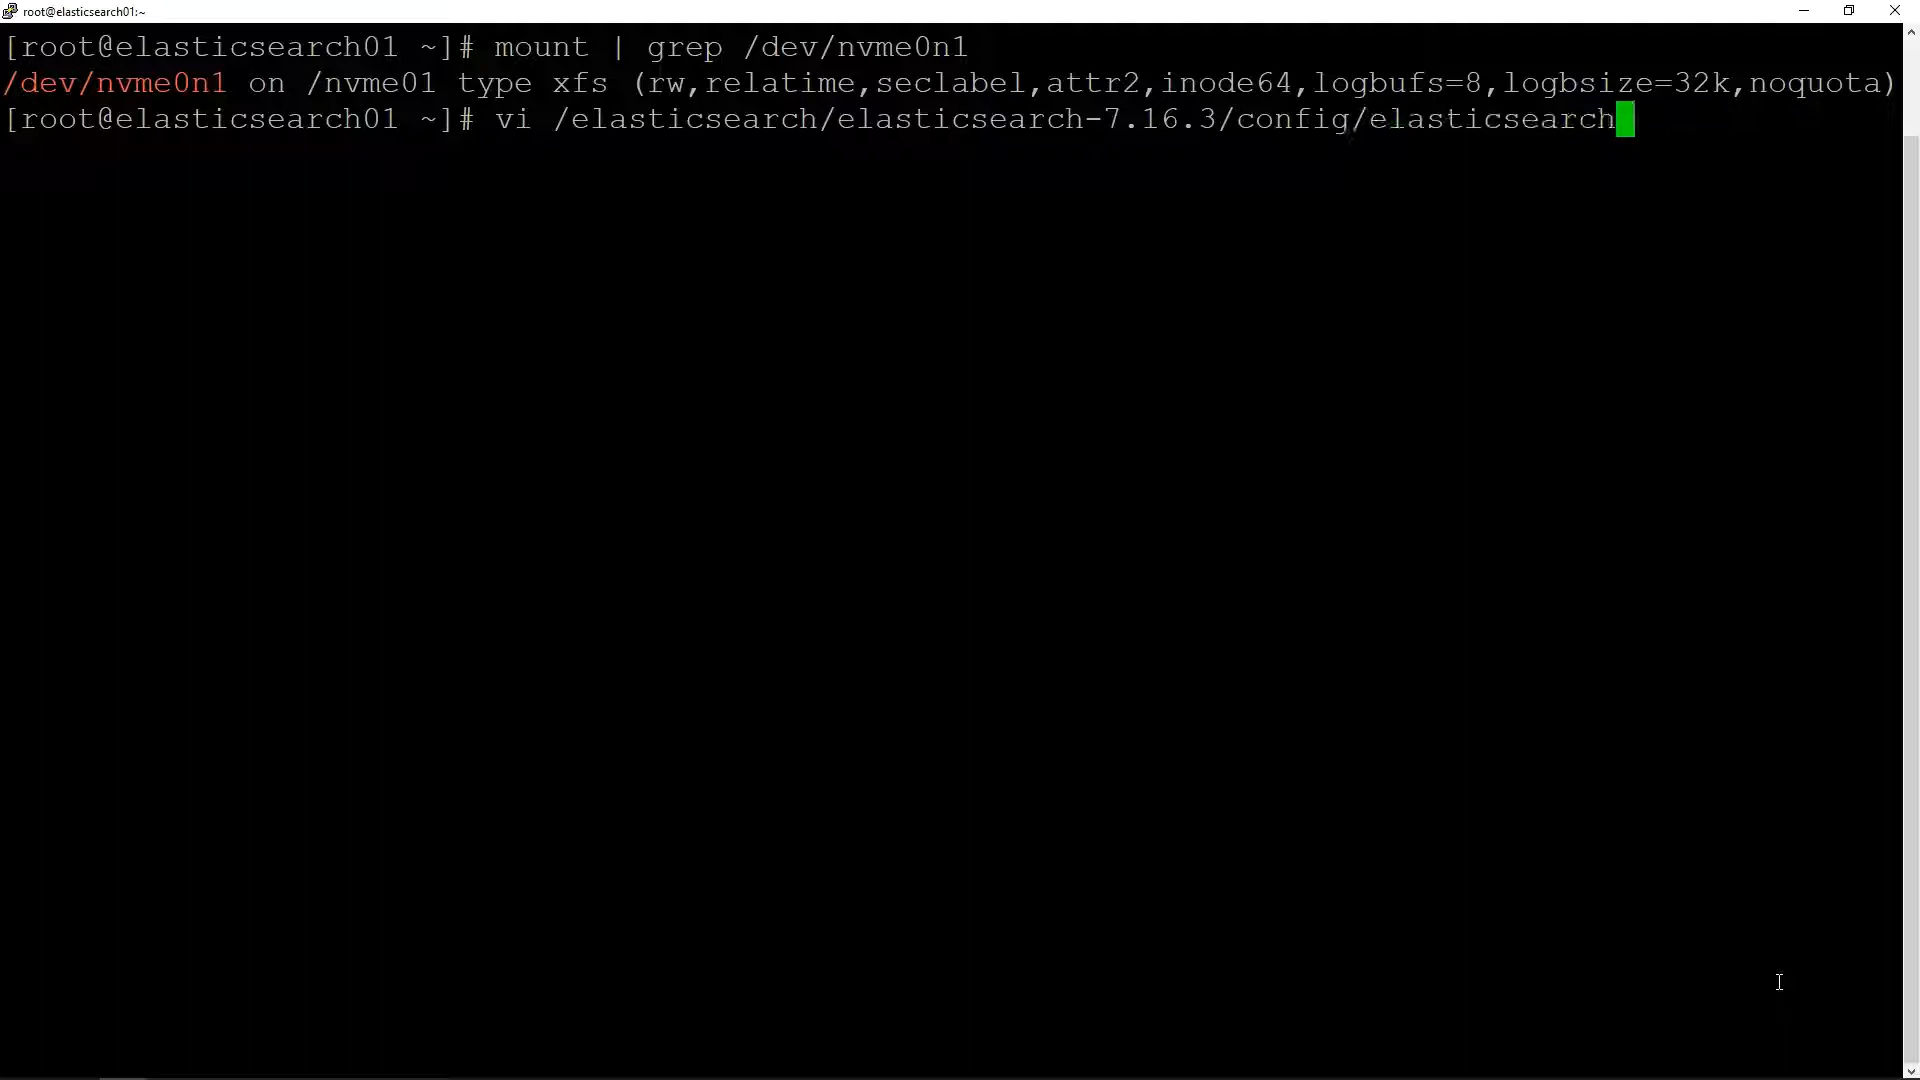 root@elasticsearch01:~
[root@elasticsearch01 ~]# mount | grep /dev/nvme0n1
/dev/nvme0n1 on /nvme01 type xfs (rw,relatime,seclabel,attr2,inode64,logbufs=8,logbsize=32k,noquota)
[root@elasticsearch01 ~]# vi /elasticsearch/elasticsearch-7.16.3/config/elasticsearch